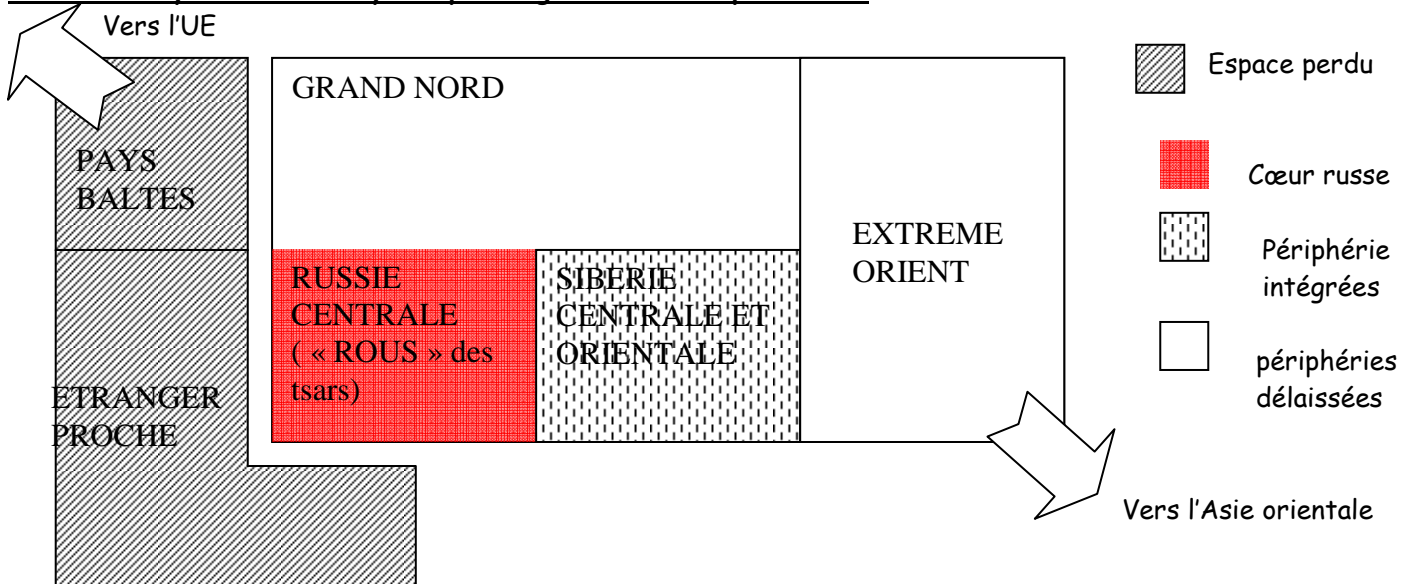 Vers l'UE
GRAND NORD
PAYS
BALTES
RUSSIE
CENTRALE
( « ROUS » des
tsars)
SIBERIE
CENTRALE ET
ORIENTALE
EXTREME
ORIENT
ETRANGER
PROCHE
Vers l'Asie orientale
Espace perdu
Cœur russe
Périphérie
intégrées
périphéries
délaissées